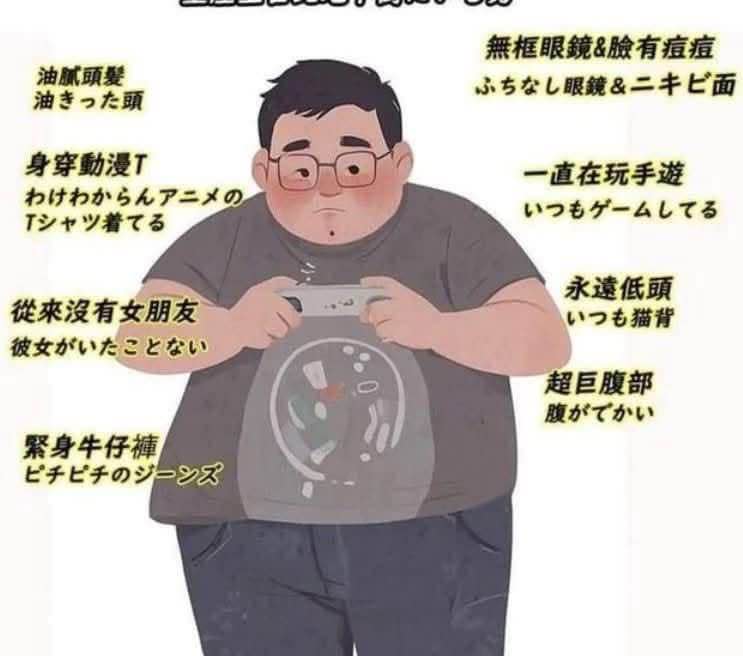 油膩頭髮
油きった頭
無框眼鏡&臉有痘痘
ふちなし眼鏡&ニキビ面
身穿動漫T
わけわからんアニメの
Tシャツ着てる
一直在玩手遊
いつもゲームしてる
從來沒有女朋友
彼女がいたことない
永遠低頭
いつも猫背
超巨腹部
腹がでかい
緊身牛仔褲
ピチピチのジーンズ